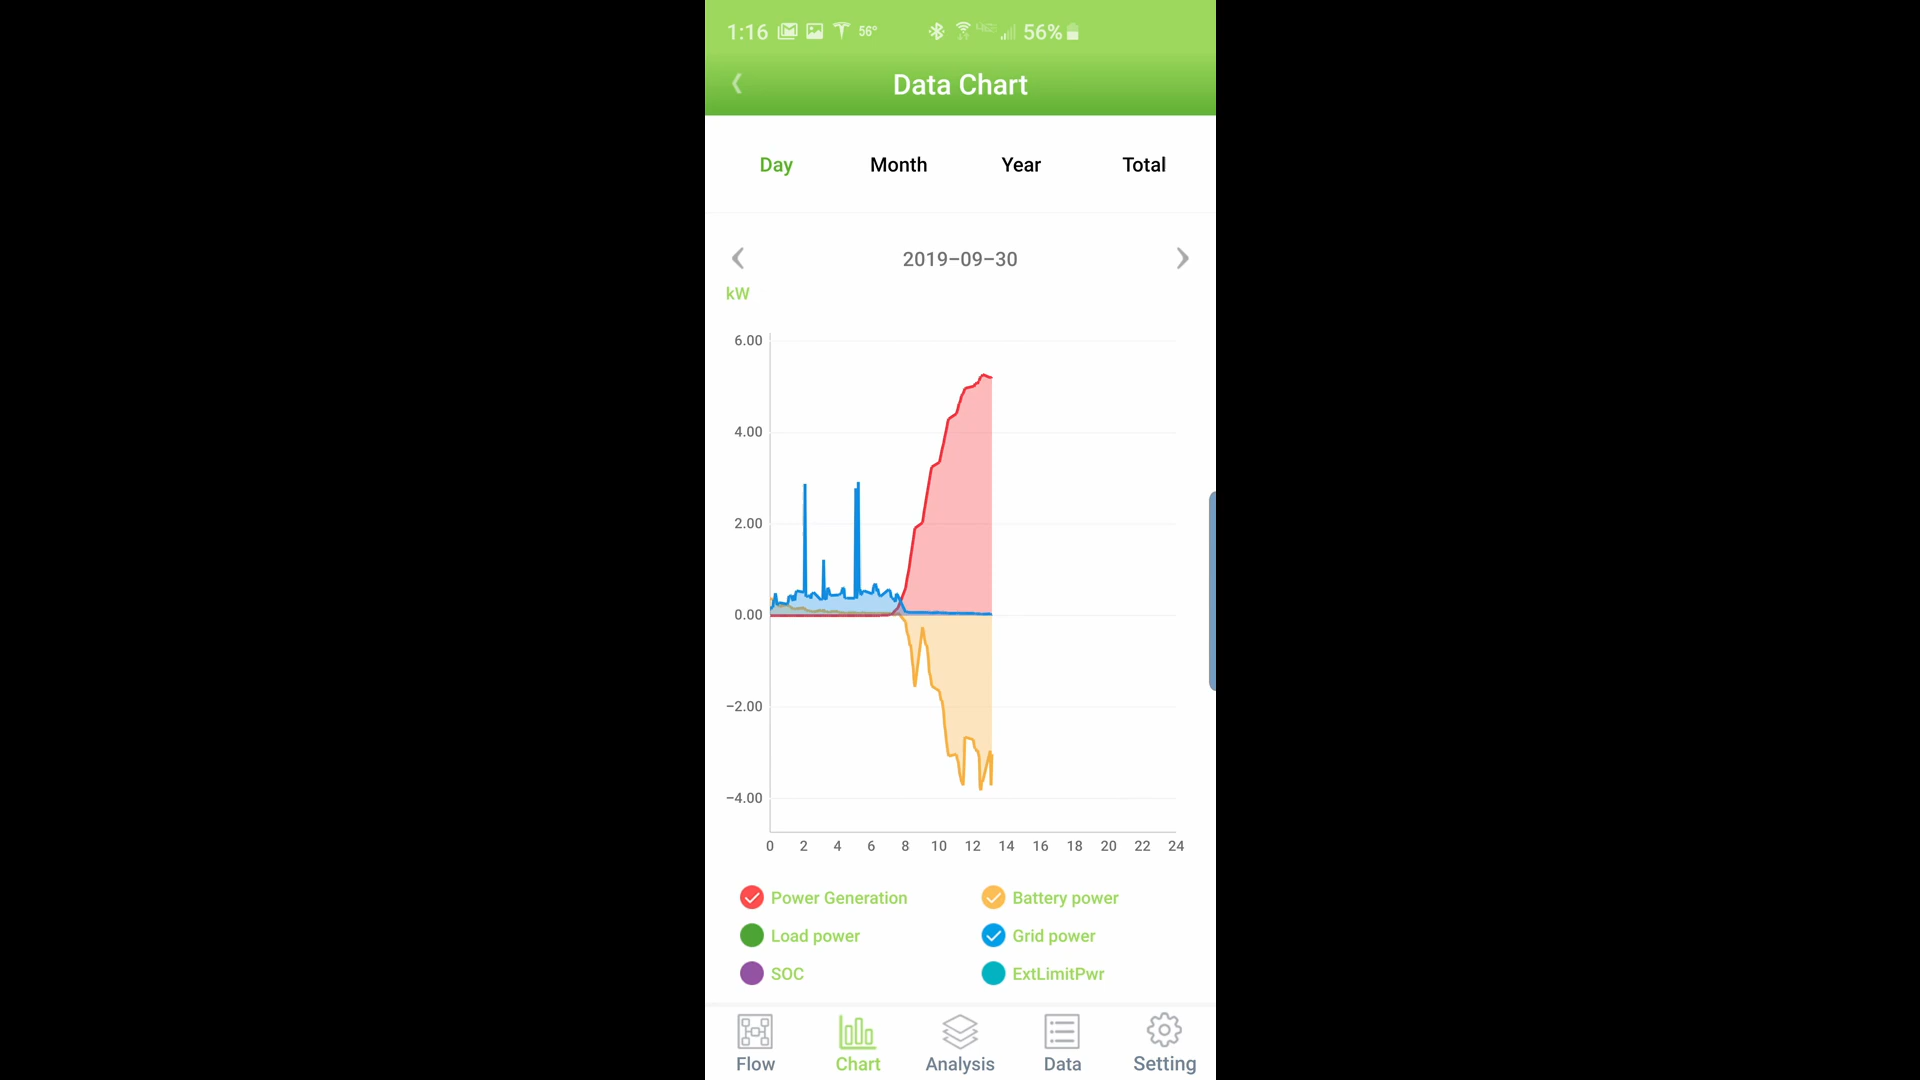 1:16 56° 56%
Data Chart
Day Month Year Total
2019-09-30
kW
6.00
4.00
2.00
0.00
-2.00
-4.00
0 2 4 6 8 10 12 14 16 18 20 22 24
Power Generation Battery power
Load power Grid power
SOC ExtLimitPwr
Flow Chart Analysis Data Setting